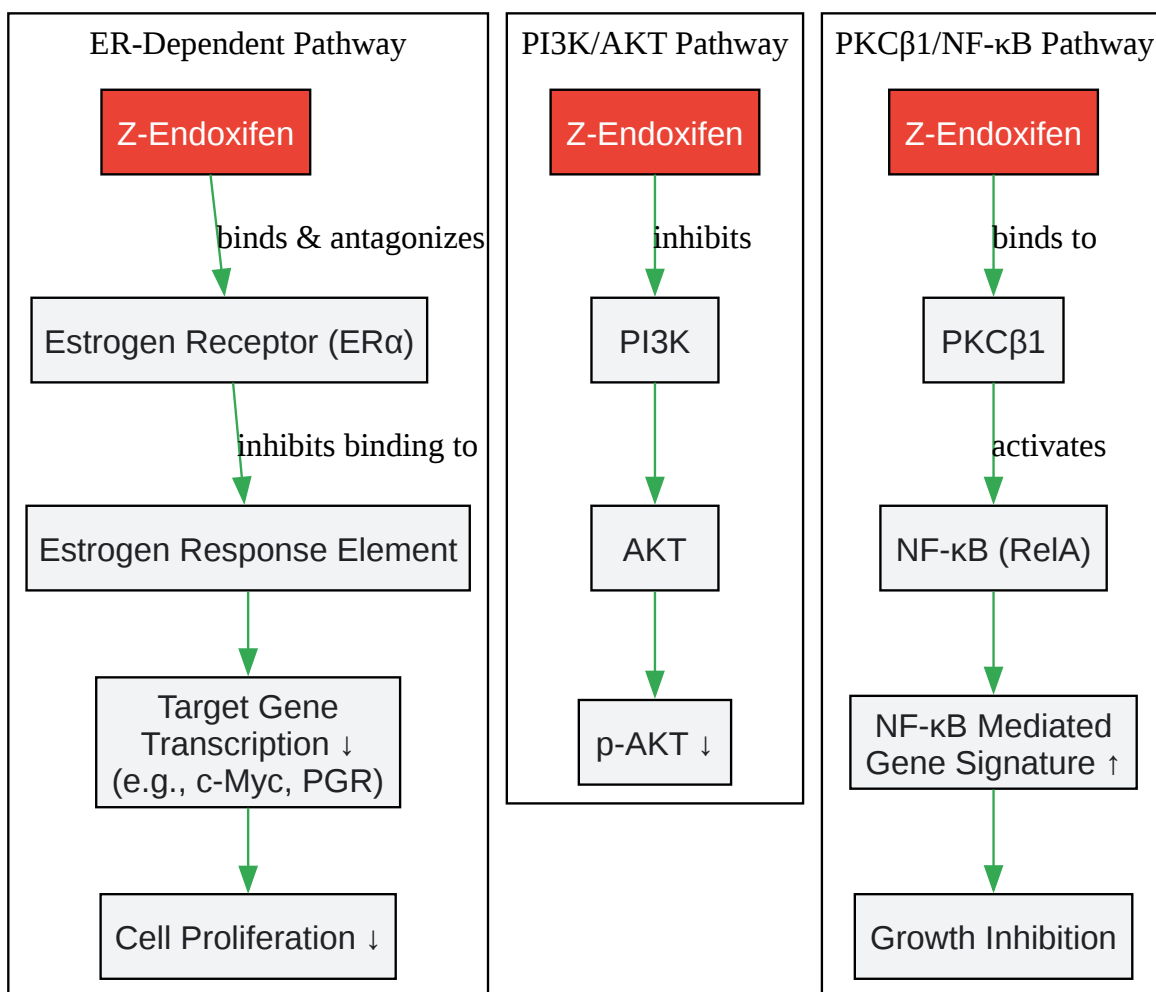 ER-Dependent Pathway
Z-Endoxifen
binds & antagonizes
Estrogen Receptor (ERα)
inhibits binding to
Estrogen Response Element
Target Gene
Transcription ↓
(e.g., c-Myc, PGR)
Cell Proliferation ↓
PI3K/AKT Pathway
Z-Endoxifen
inhibits
PI3K
AKT
p-AKT ↓
PKCβ1/NF-κB Pathway
Z-Endoxifen
binds to
PKCβ1
activates
NF-κB (RelA)
NF-κB Mediated
Gene Signature ↑
Growth Inhibition